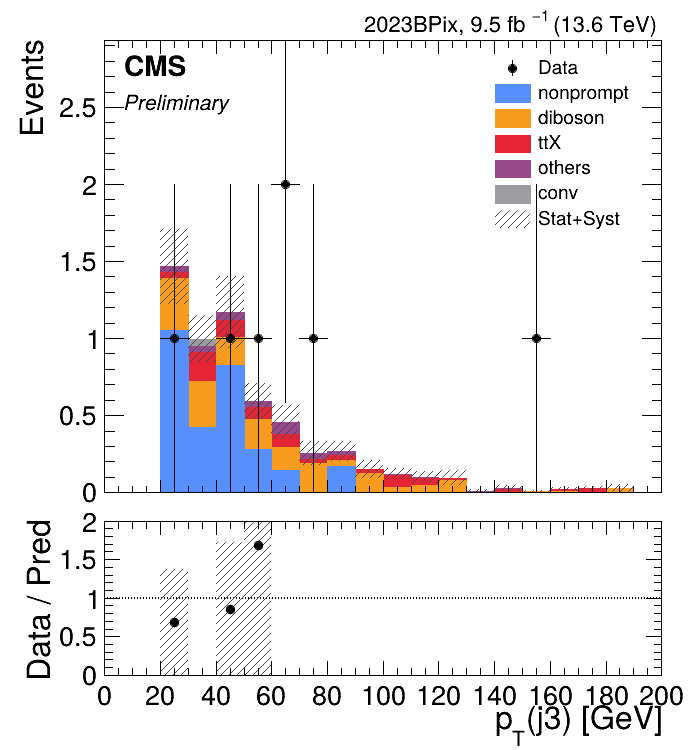 2023BPix, 9.5 fb⁻¹ (13.6 TeV)
CMS
Preliminary
Events
Data
nonprompt
diboson
ttX
others
conv
Stat+Syst
2.5
2
1.5
1
0.5
0
Data / Pred
2
1.5
1
0.5
0
0 20 40 60 80 100 120 140 160 180 200
p_T(j3) [GeV]